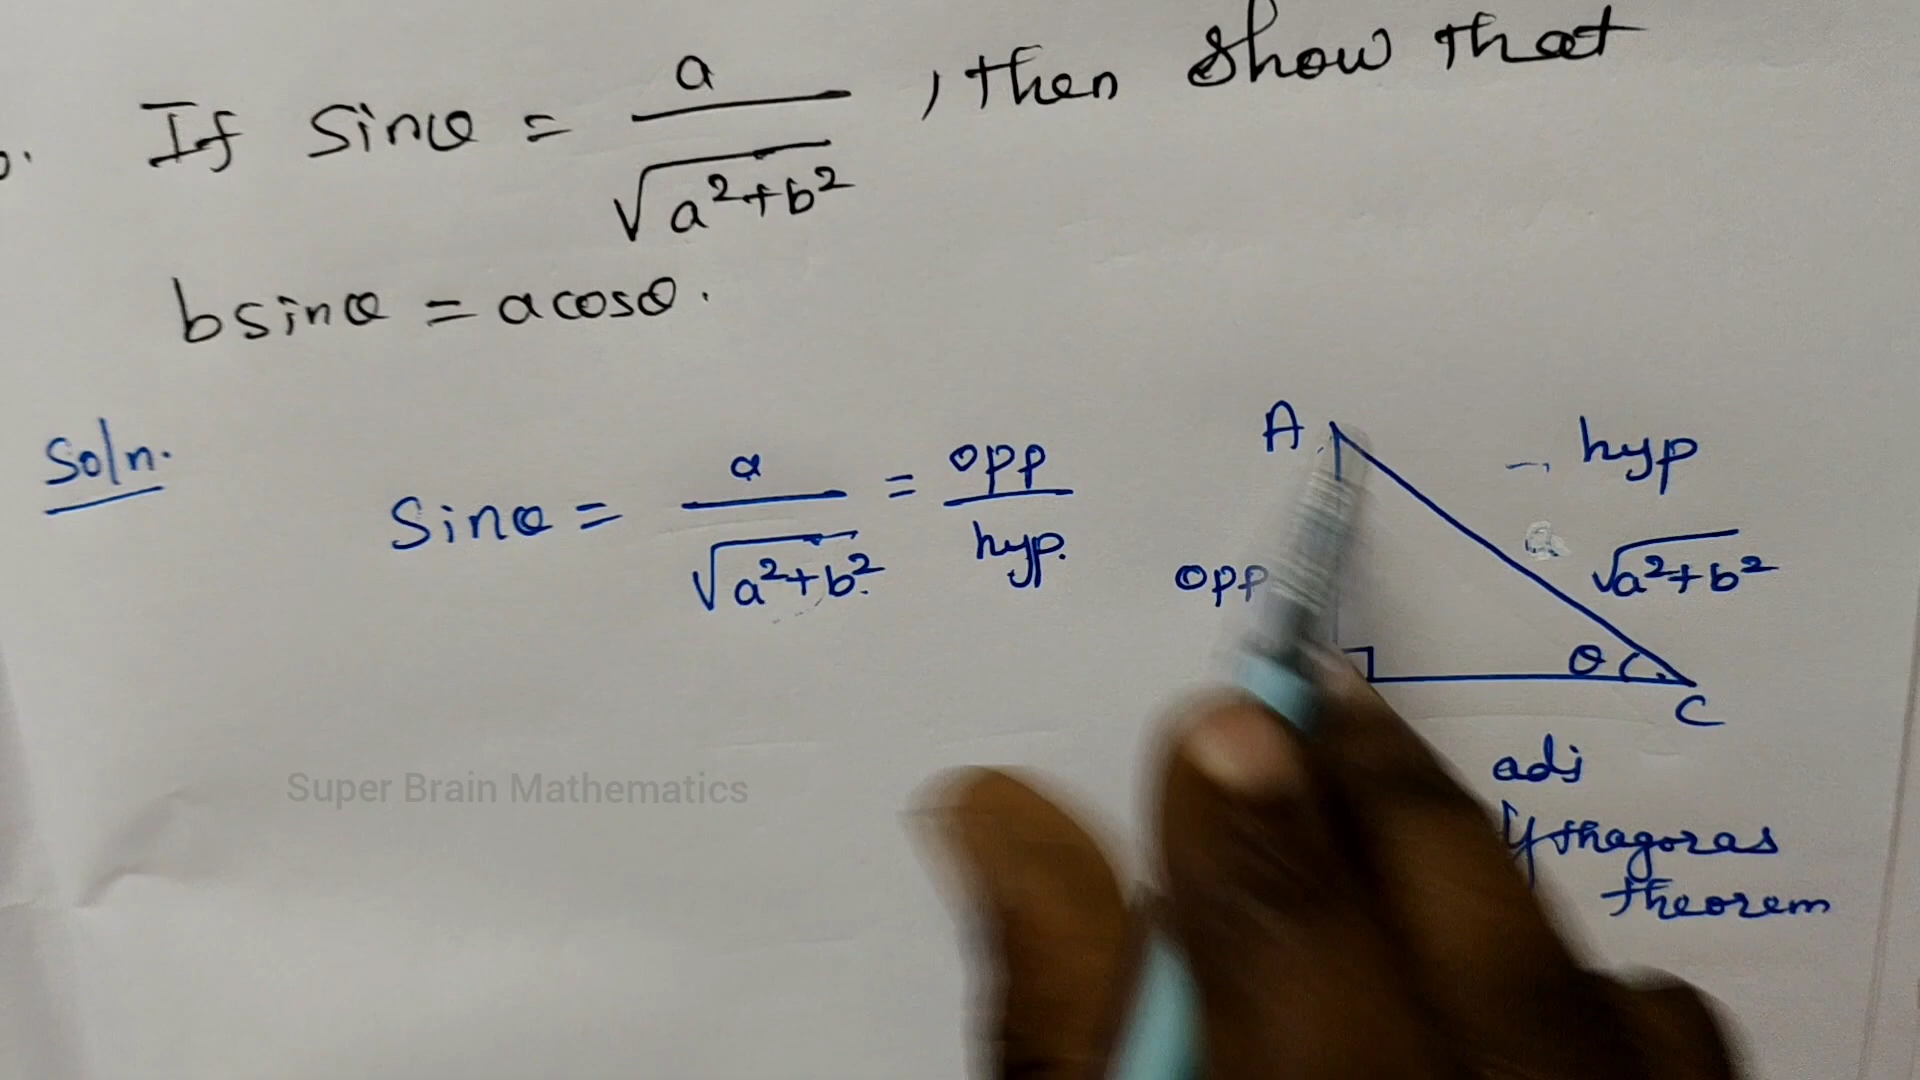 If Sinθ = a/√(a²+b²), then show that
bsinθ = acosθ.
Soln.
Sinθ = a/√(a²+b²) = opp/hyp.
A
hyp
√(a²+b²)
opp
θ
C
adj
theorem
Super Brain Mathematics